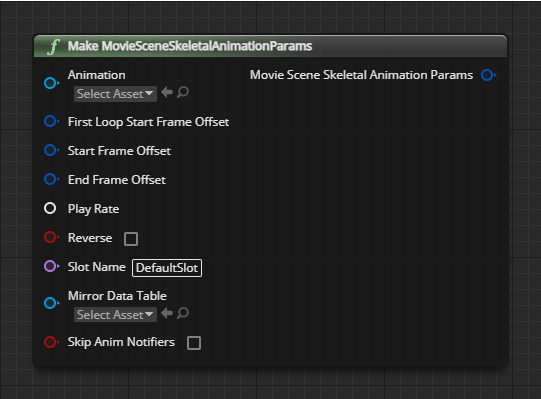 Make MovieSceneSkeletalAnimationParams
Animation
Movie Scene Skeletal Animation Params
Select Asset
First Loop Start Frame Offset
Start Frame Offset
End Frame Offset
Play Rate
Reverse
Slot Name DefaultSlot
Mirror Data Table
Select Asset
Skip Anim Notifiers